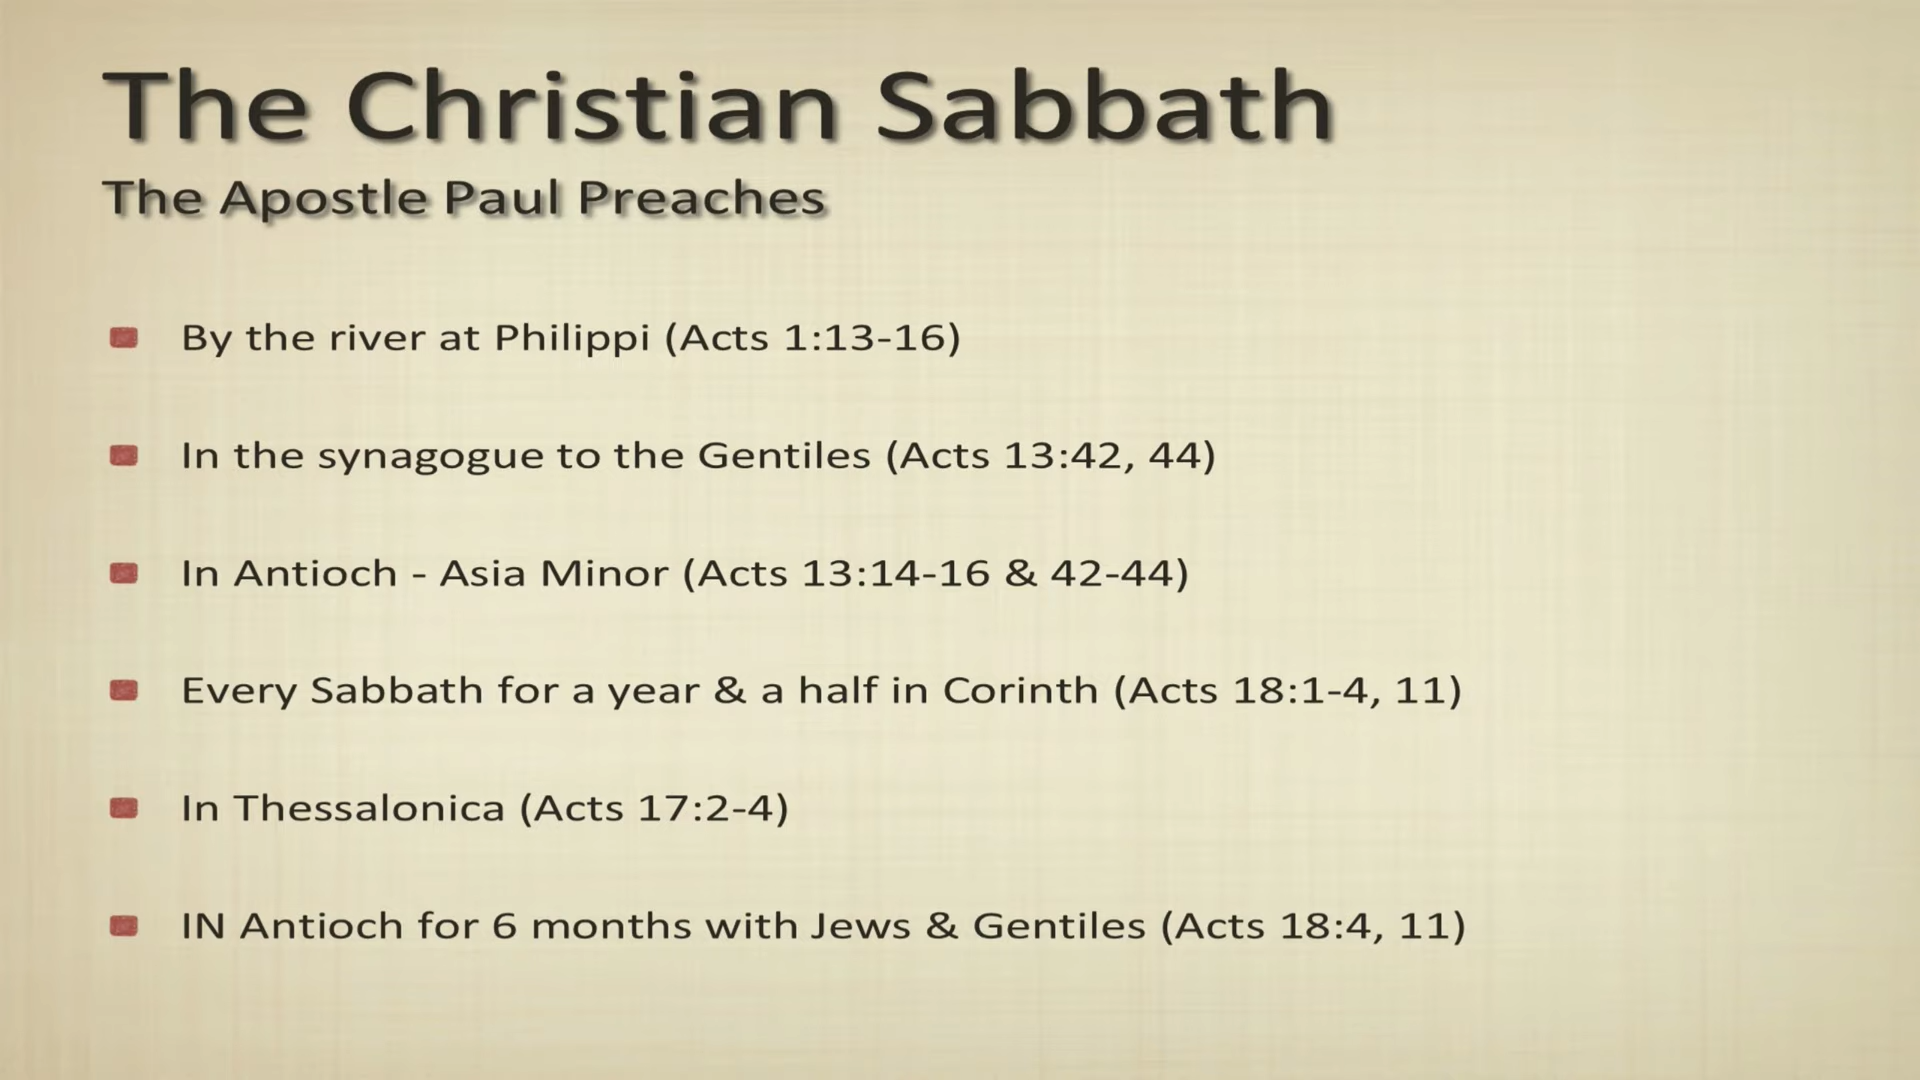 The Christian Sabbath
The Apostle Paul Preaches
By the river at Philippi (Acts 1:13-16)
In the synagogue to the Gentiles (Acts 13:42, 44)
In Antioch - Asia Minor (Acts 13:14-16 & 42-44)
Every Sabbath for a year & a half in Corinth (Acts 18:1-4, 11)
In Thessalonica (Acts 17:2-4)
IN Antioch for 6 months with Jews & Gentiles (Acts 18:4, 11)